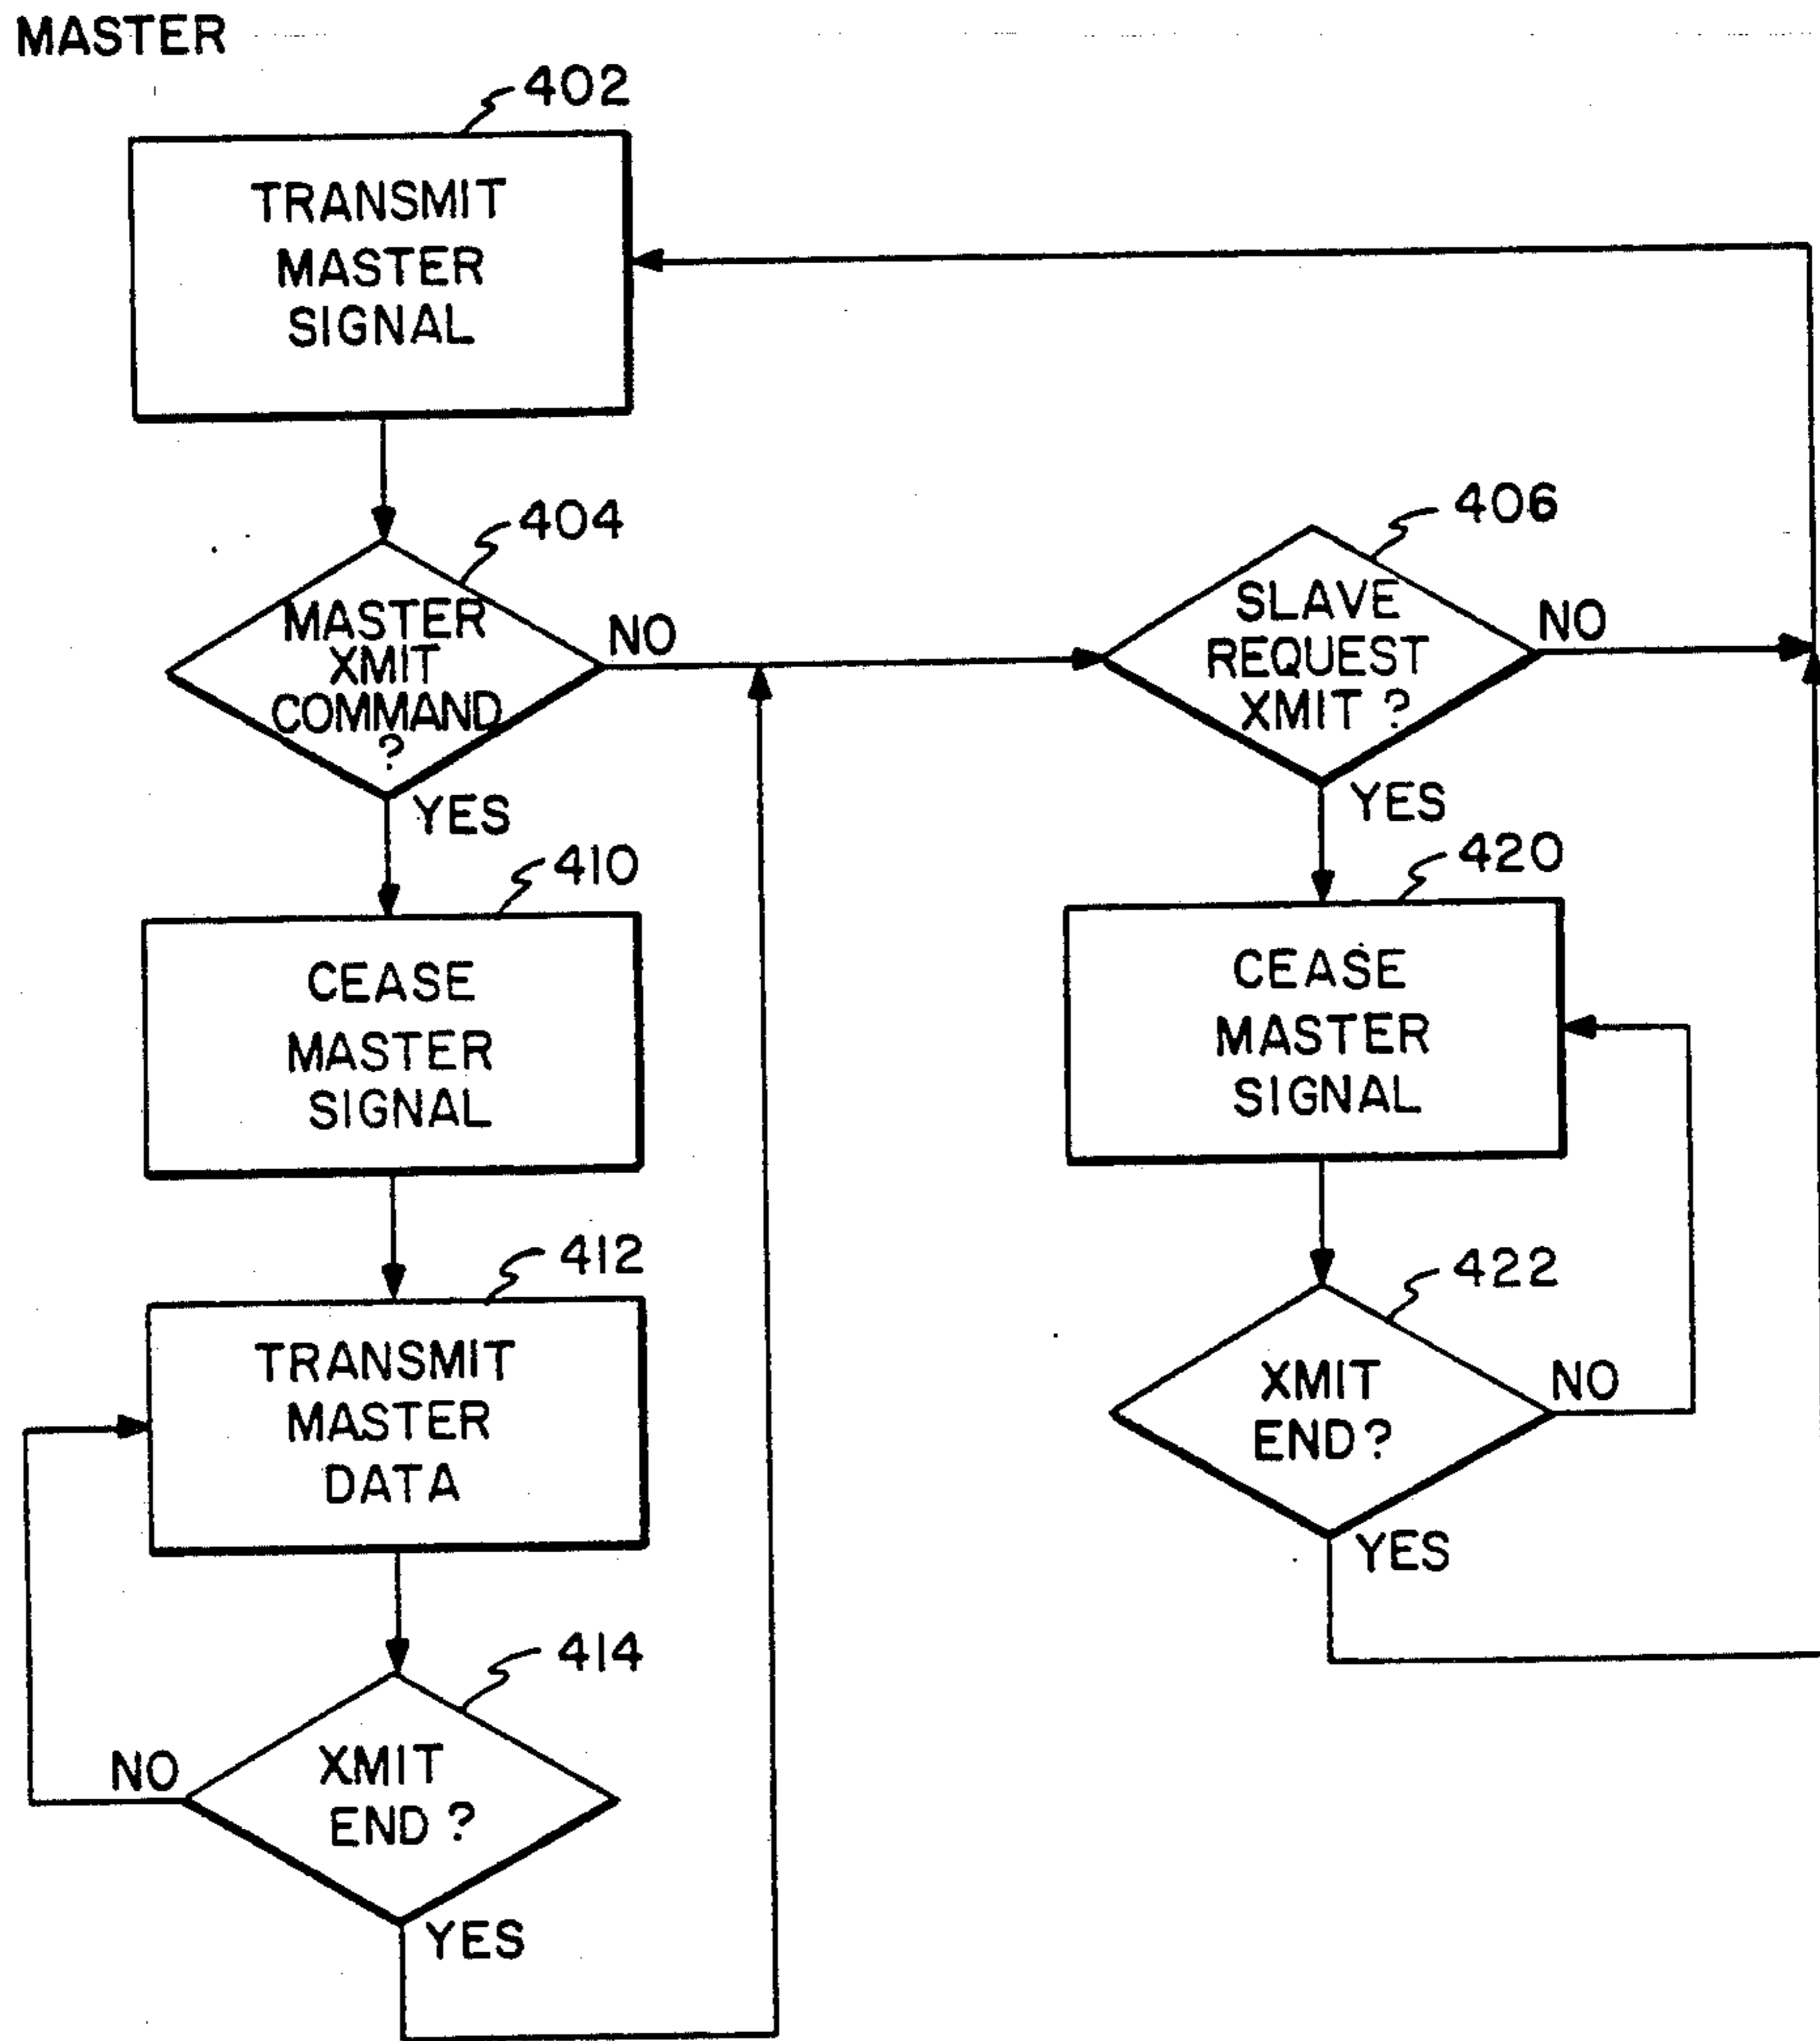 MASTER
402
TRANSMIT
MASTER
SIGNAL
404
MASTER
XMIT
COMMAND
?
NO
YES
406
SLAVE
REQUEST
XMIT ?
NO
YES
410
CEASE
MASTER
SIGNAL
420
CEASE
MASTER
SIGNAL
412
TRANSMIT
MASTER
DATA
422
XMIT
END?
NO
YES
414
XMIT
END ?
NO
YES